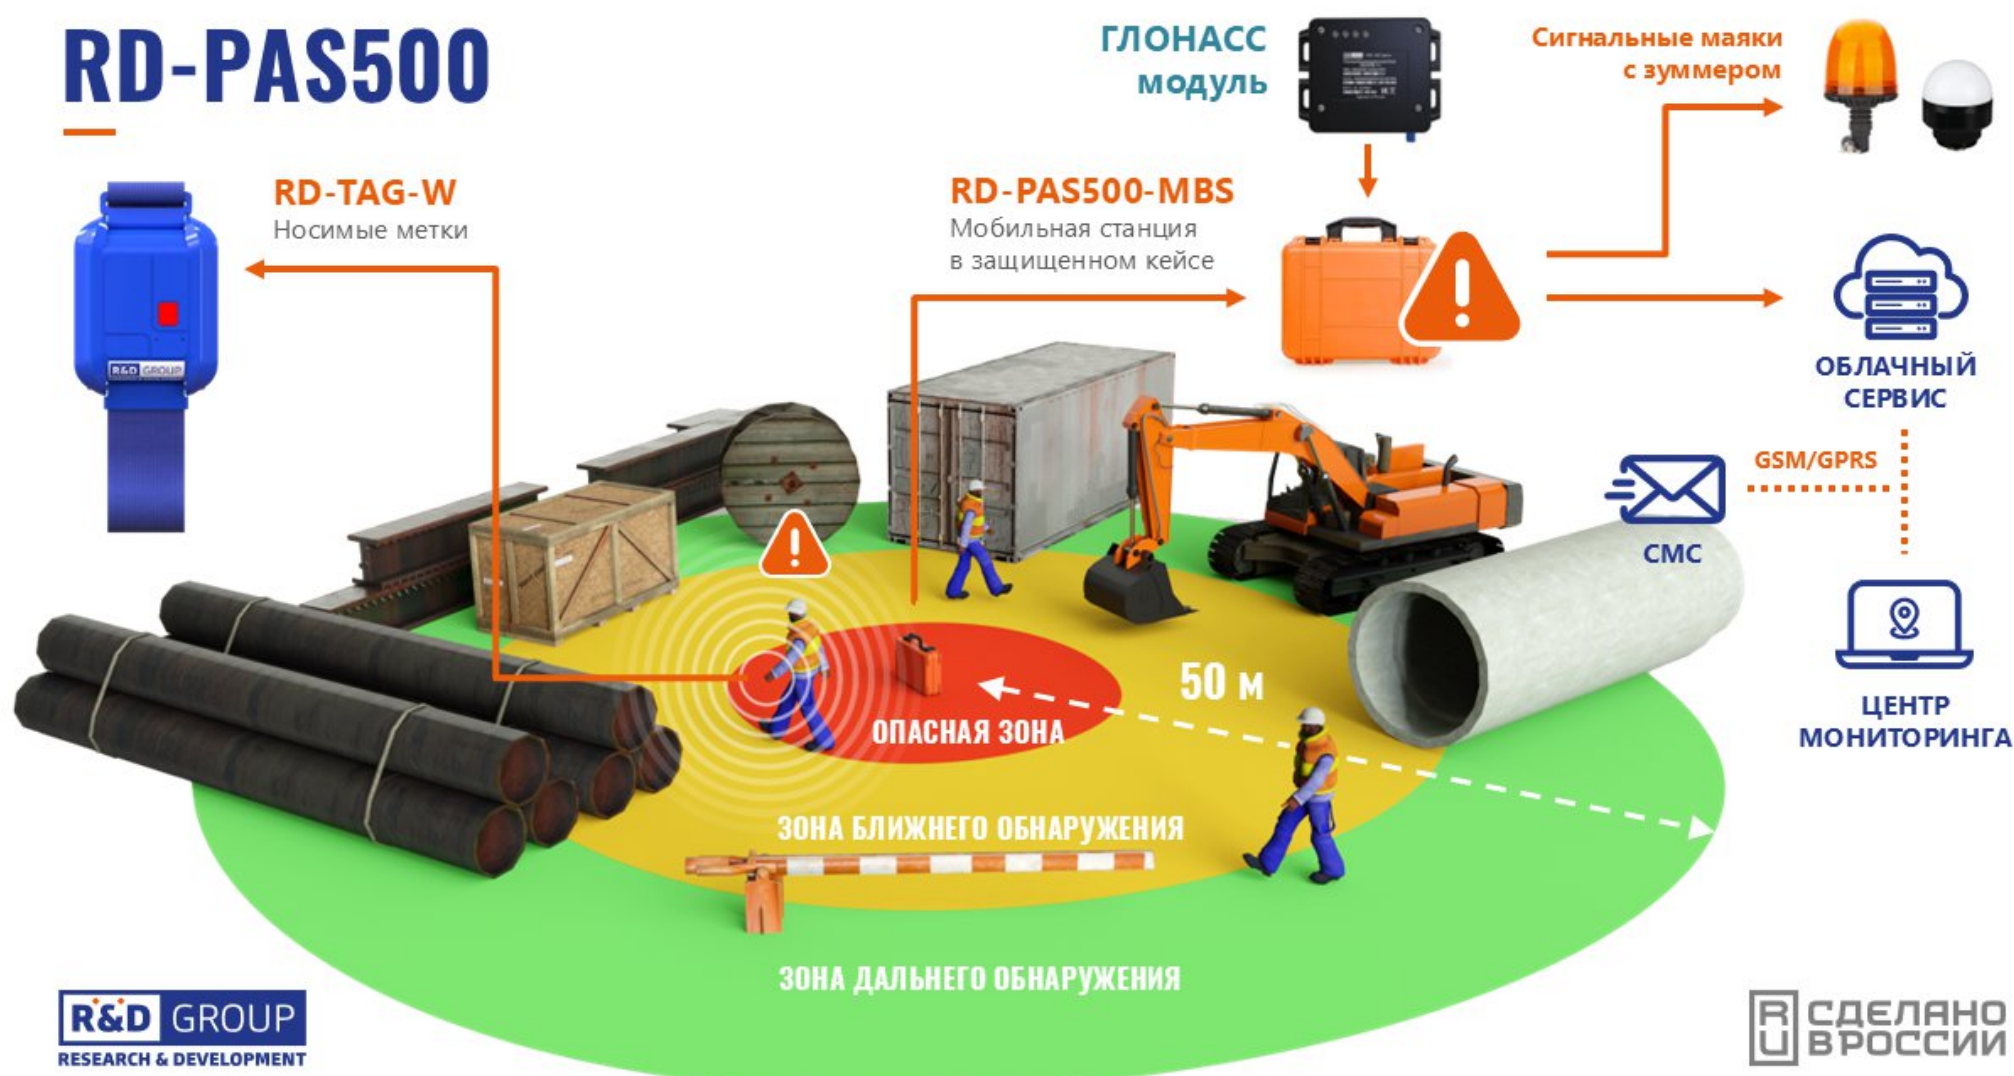 RD-PAS500
ГЛОНАСС
модуль
Сигнальные маяки
с зуммером
RD-TAG-W
Носимые метки
RD-PAS500-MBS
Мобильная станция
в защищенном кейсе
R&D GROUP
ОБЛАЧНЫЙ
СЕРВИС
GSM/GPRS
СМС
50 м
ОПАСНАЯ ЗОНА
ЦЕНТР
МОНИТОРИНГА
ЗОНА БЛИЖНЕГО ОБНАРУЖЕНИЯ
ЗОНА ДАЛЬНЕГО ОБНАРУЖЕНИЯ
R&D GROUP
RESEARCH & DEVELOPMENT
RU СДЕЛАНО
В РОССИИ